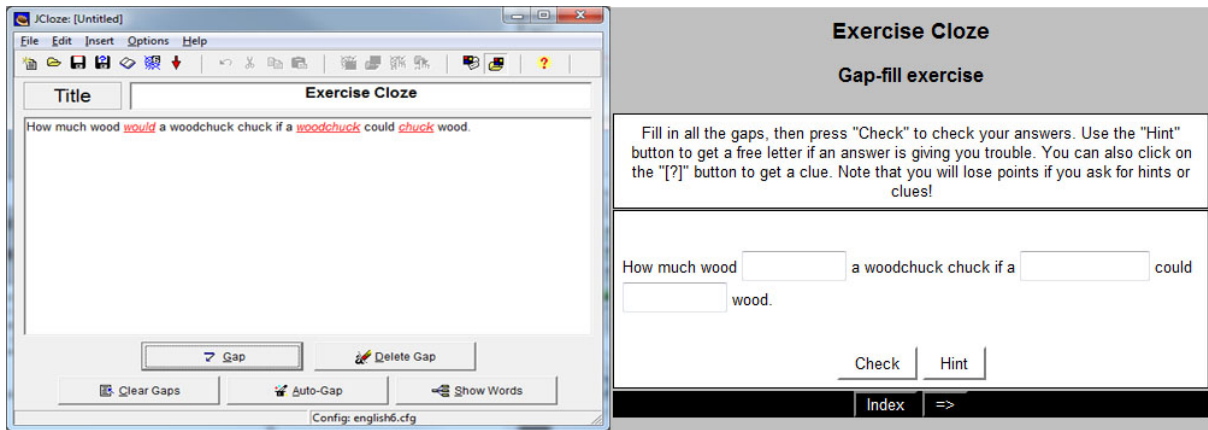 JCloze: [Untitled]
File Edit Insert Options Help
?
Title
Exercise Cloze
How much wood would a woodchuck chuck if a woodchuck could chuck wood.
Gap
Delete Gap
Clear Gaps
Auto-Gap
Show Words
Config: english6.cfg
Exercise Cloze
Gap-fill exercise
Fill in all the gaps, then press "Check" to check your answers. Use the "Hint"
button to get a free letter if an answer is giving you trouble. You can also click on
the "[?]" button to get a clue. Note that you will lose points if you ask for hints or
clues!
How much wood a woodchuck chuck if a could
wood.
Check Hint
Index =>